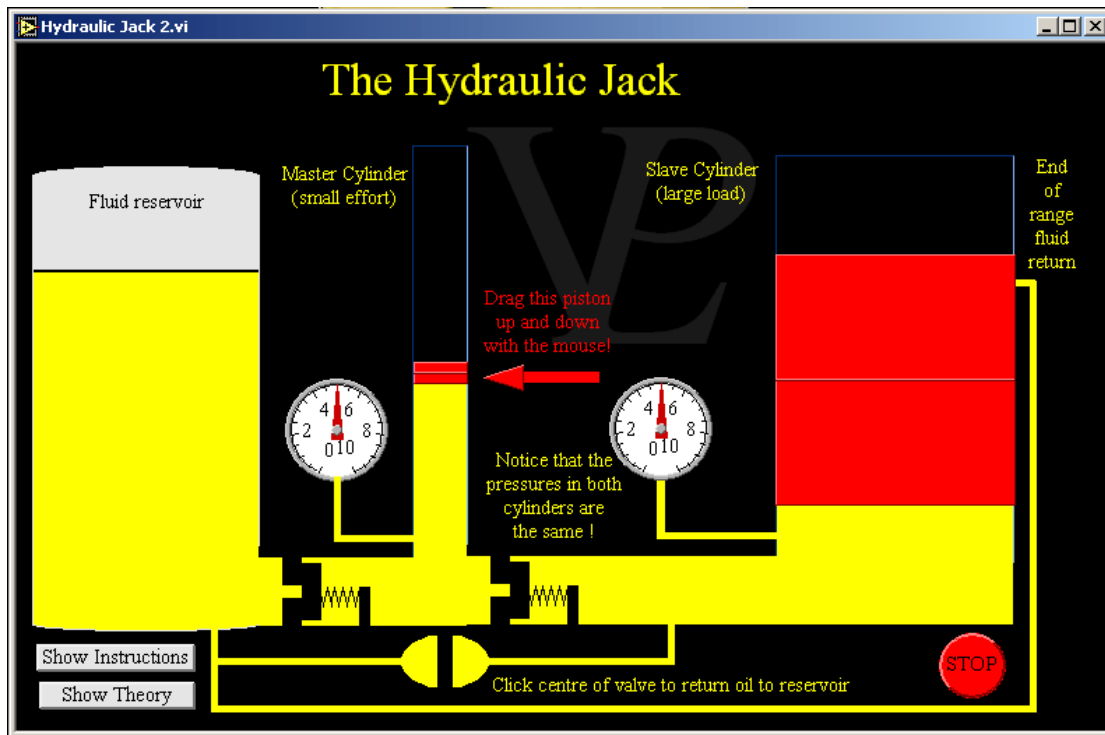 Hydraulic Jack 2.vi
The Hydraulic Jack
Fluid reservoir
Master Cylinder
(small effort)
Slave Cylinder
(large load)
End
of
range
fluid
return
Drag this piston
up and down
with the mouse!
0 2 4 6 8 10
0 2 4 6 8 10
Notice that the
pressures in both
cylinders are
the same !
VPL
Show Instructions
Show Theory
Click centre of valve to return oil to reservoir
STOP